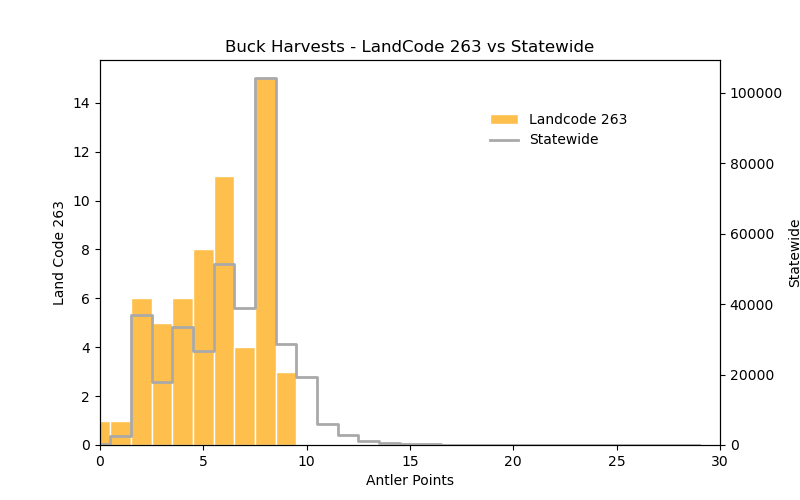 Buck Harvests - LandCode 263 vs Statewide
Land Code 263
14
12
10
8
6
4
2
0
Landcode 263
Statewide
100000
80000
60000
40000
20000
0
Statewide
0 5 10 15 20 25 30
Antler Points